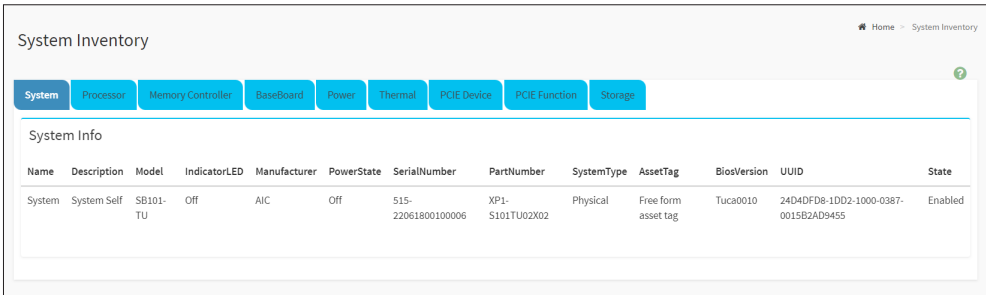 Home > System Inventory
System Inventory
System Processor Memory Controller BaseBoard Power Thermal PCIE Device PCIE Function Storage
System Info
Name Description Model IndicatorLED Manufacturer PowerState SerialNumber PartNumber SystemType AssetTag BiosVersion UUID State
System System Self SB101- Off AIC Off 515- XP1- Physical Free form Tuca0010 24D4DFD8-1DD2-1000-0387- Enabled
TU 22061800100006 S101TU02X02 asset tag 0015B2AD9455